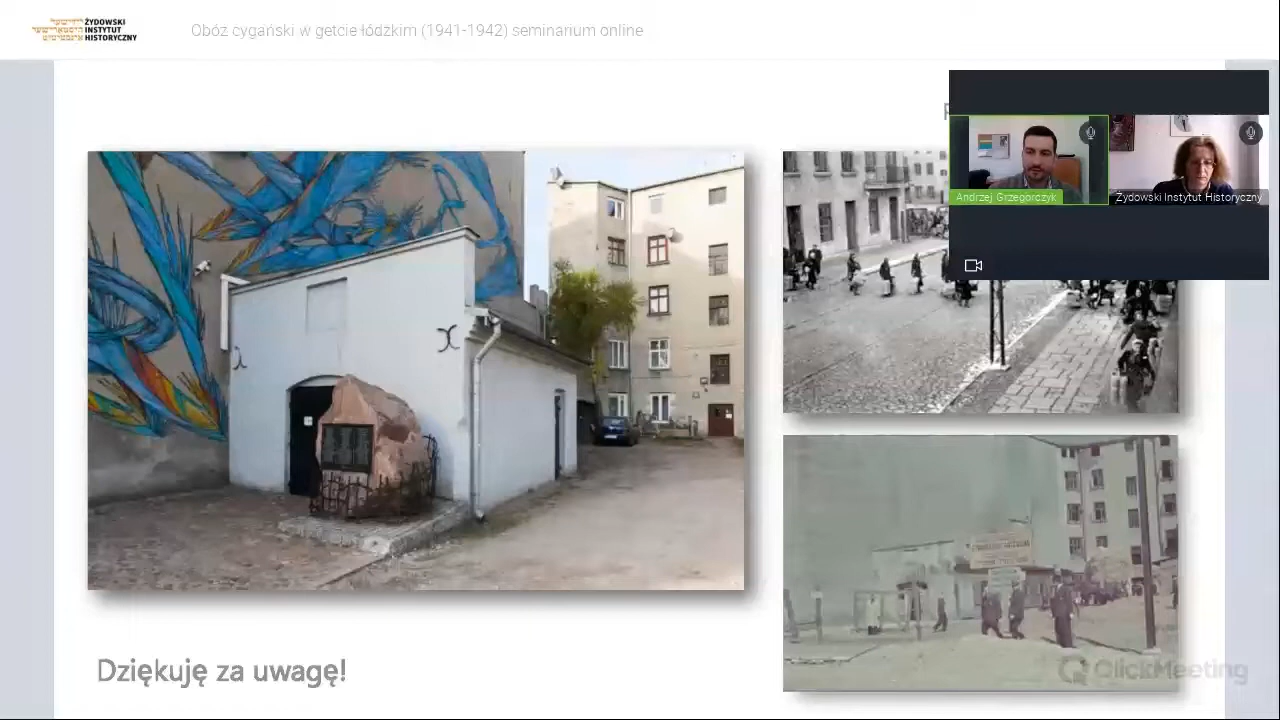 ŻYDOWSKI
INSTYTUT
HISTORYCZNY
Obóz cygański w getcie łódzkim (1941-1942) seminarium online
Andrzej Grzegorczyk
Żydowski Instytut Historyczny
Dziękuję za uwagę!
ClickMeeting